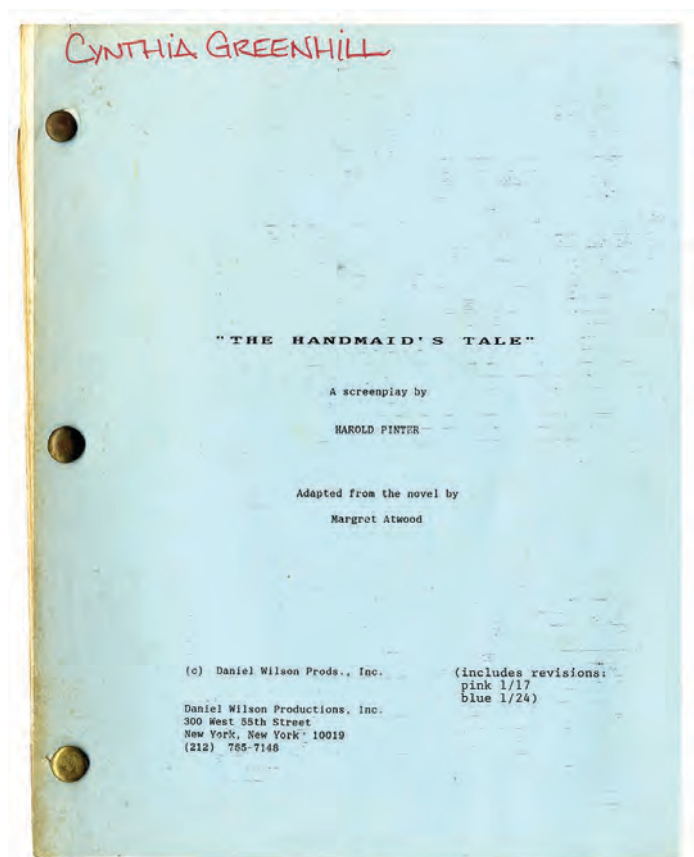 CYNTHIA GREENHILL
"THE HANDMAID'S TALE"
A screenplay by
HAROLD PINTER
Adapted from the novel by
Margret Atwood
(c) Daniel Wilson Prods., Inc.
(includes revisions:
pink 1/17
blue 1/24)
Daniel Wilson Productions, Inc.
300 West 55th Street
New York, New York 10019
(212) 765-7148